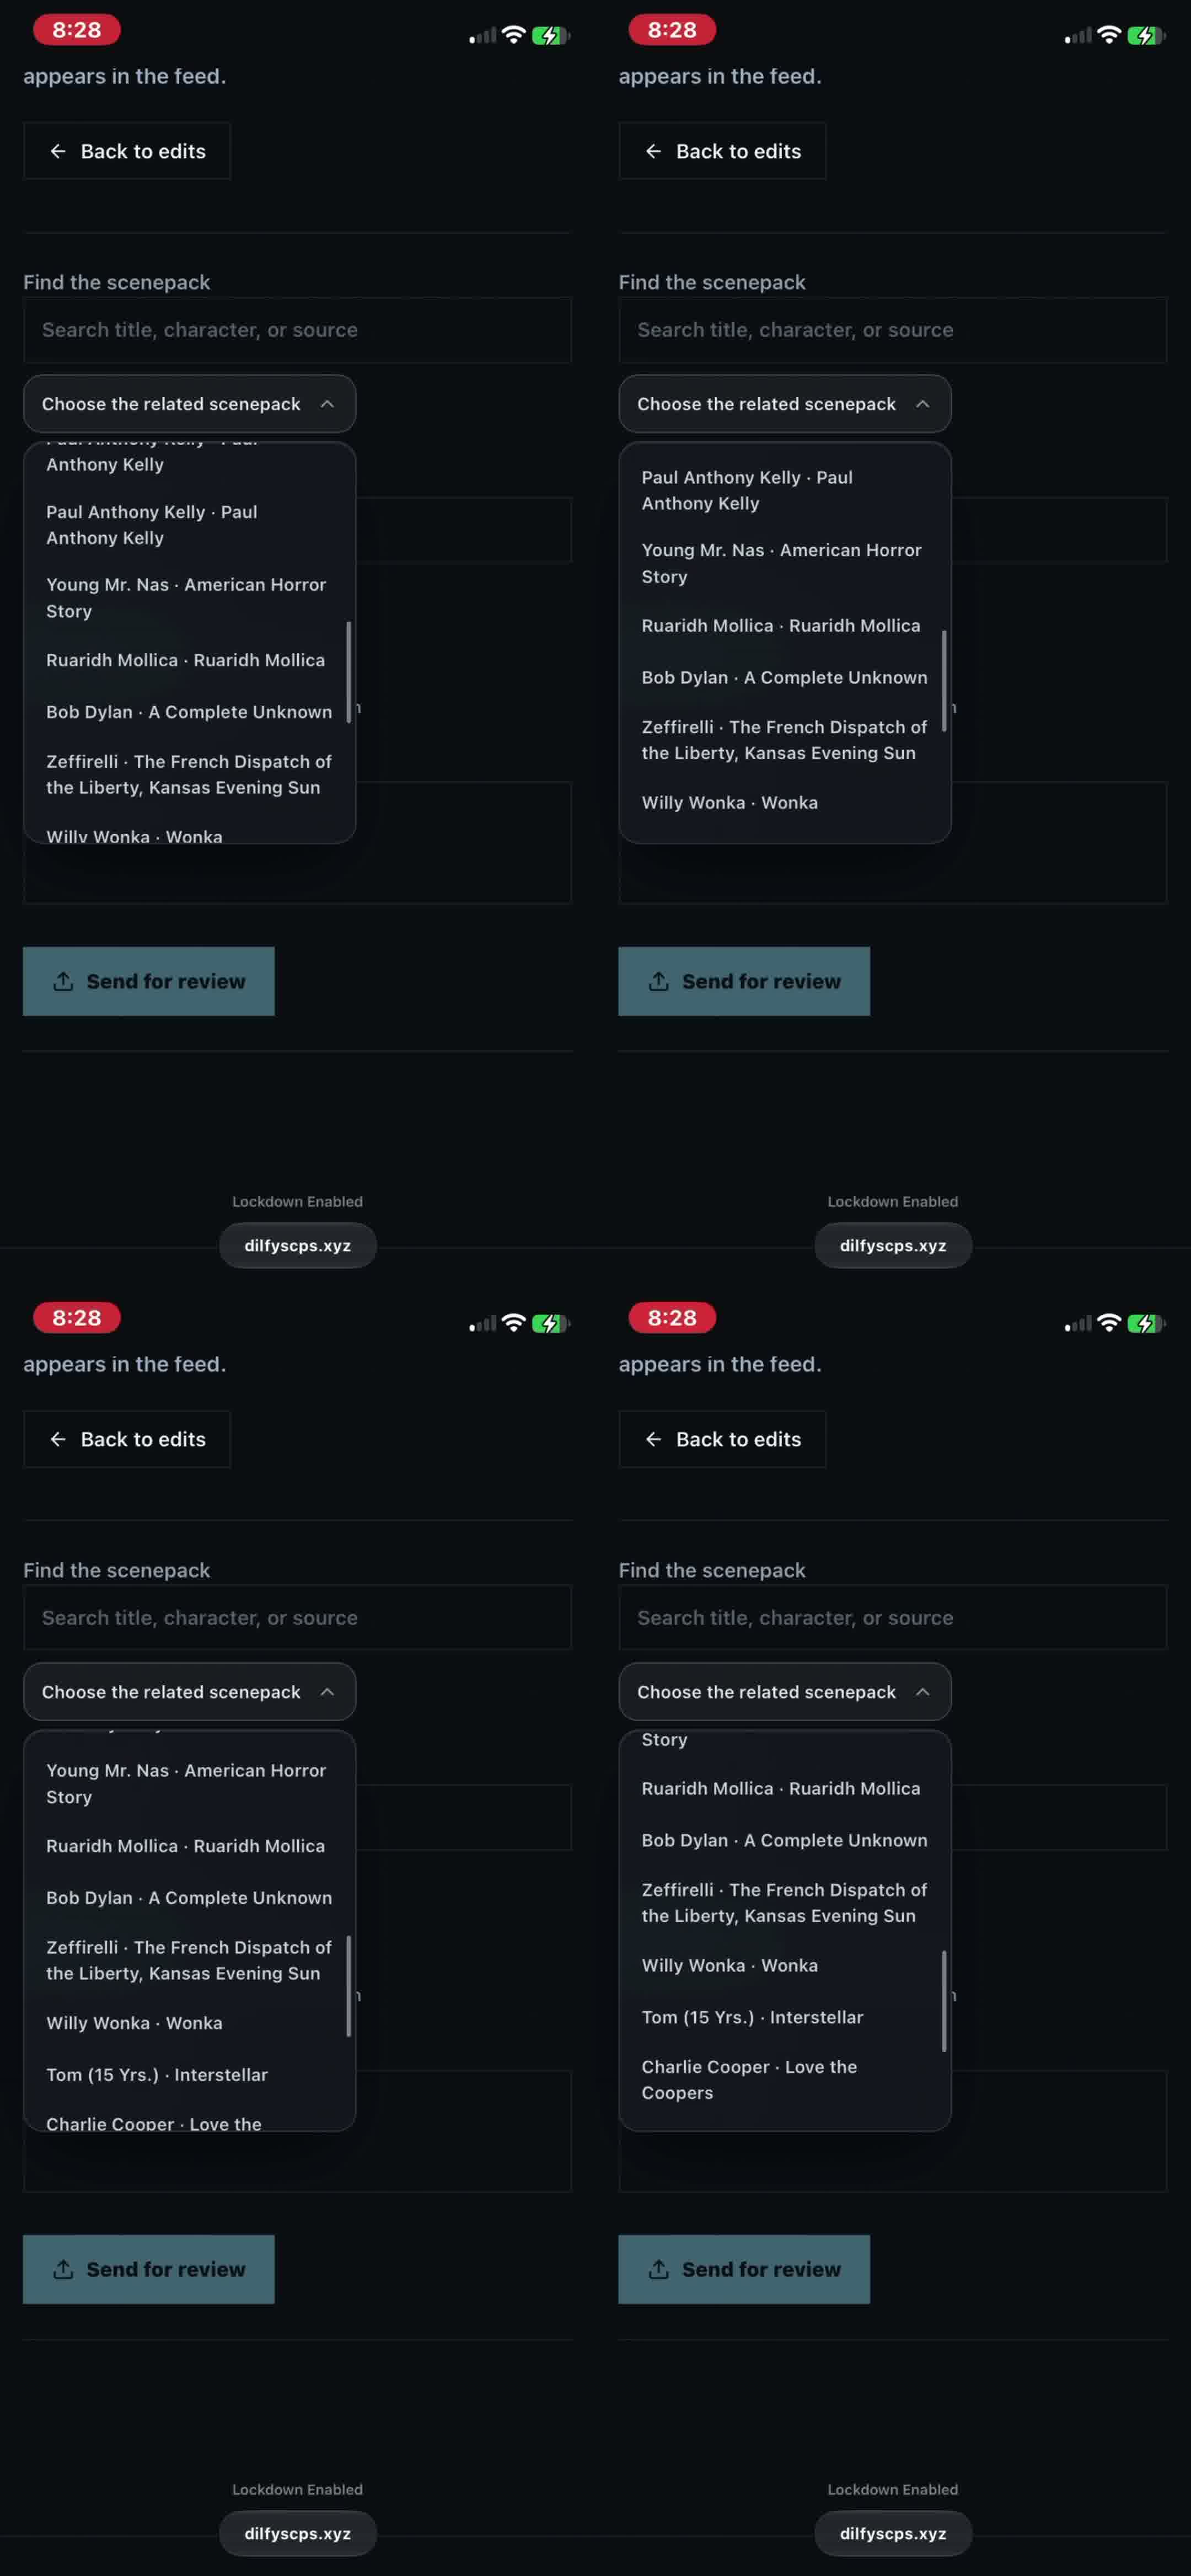 8:28
appears in the feed.
Back to edits
Find the scenepack
Search title, character, or source
Choose the related scenepack
Paul Anthony Kelly · Paul
Anthony Kelly
Paul Anthony Kelly · Paul
Anthony Kelly
Young Mr. Nas · American Horror
Story
Ruaridh Mollica · Ruaridh Mollica
Bob Dylan · A Complete Unknown
Zeffirelli · The French Dispatch of
the Liberty, Kansas Evening Sun
Willy Wonka · Wonka
Send for review
Lockdown Enabled
dilfyscps.xyz
8:28
appears in the feed.
Back to edits
Find the scenepack
Search title, character, or source
Choose the related scenepack
Paul Anthony Kelly · Paul
Anthony Kelly
Young Mr. Nas · American Horror
Story
Ruaridh Mollica · Ruaridh Mollica
Bob Dylan · A Complete Unknown
Zeffirelli · The French Dispatch of
the Liberty, Kansas Evening Sun
Willy Wonka · Wonka
Send for review
Lockdown Enabled
dilfyscps.xyz
8:28
appears in the feed.
Back to edits
Find the scenepack
Search title, character, or source
Choose the related scenepack
Young Mr. Nas · American Horror
Story
Ruaridh Mollica · Ruaridh Mollica
Bob Dylan · A Complete Unknown
Zeffirelli · The French Dispatch of
the Liberty, Kansas Evening Sun
Willy Wonka · Wonka
Tom (15 Yrs.) · Interstellar
Charlie Cooper · Love the
Send for review
Lockdown Enabled
dilfyscps.xyz
8:28
appears in the feed.
Back to edits
Find the scenepack
Search title, character, or source
Choose the related scenepack
Story
Ruaridh Mollica · Ruaridh Mollica
Bob Dylan · A Complete Unknown
Zeffirelli · The French Dispatch of
the Liberty, Kansas Evening Sun
Willy Wonka · Wonka
Tom (15 Yrs.) · Interstellar
Charlie Cooper · Love the
Coopers
Send for review
Lockdown Enabled
dilfyscps.xyz